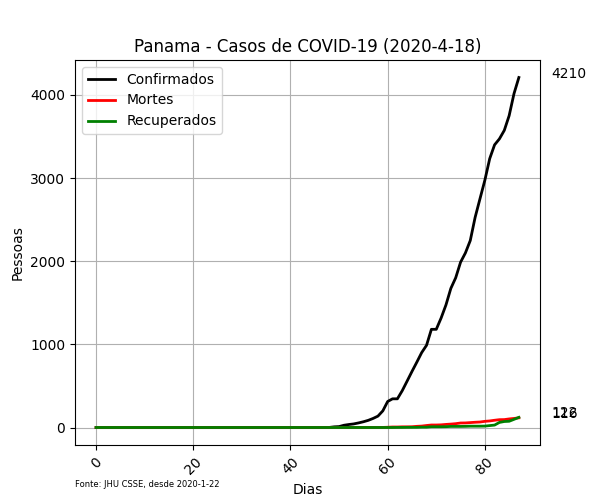 Panama - Casos de COVID-19 (2020-4-18)
Confirmados
Mortes
Recuperados
4210
4000
3000
2000
1000
0
Pessoas
0
20
40
60
80
Dias
Fonte: JHU CSSE, desde 2020-1-22